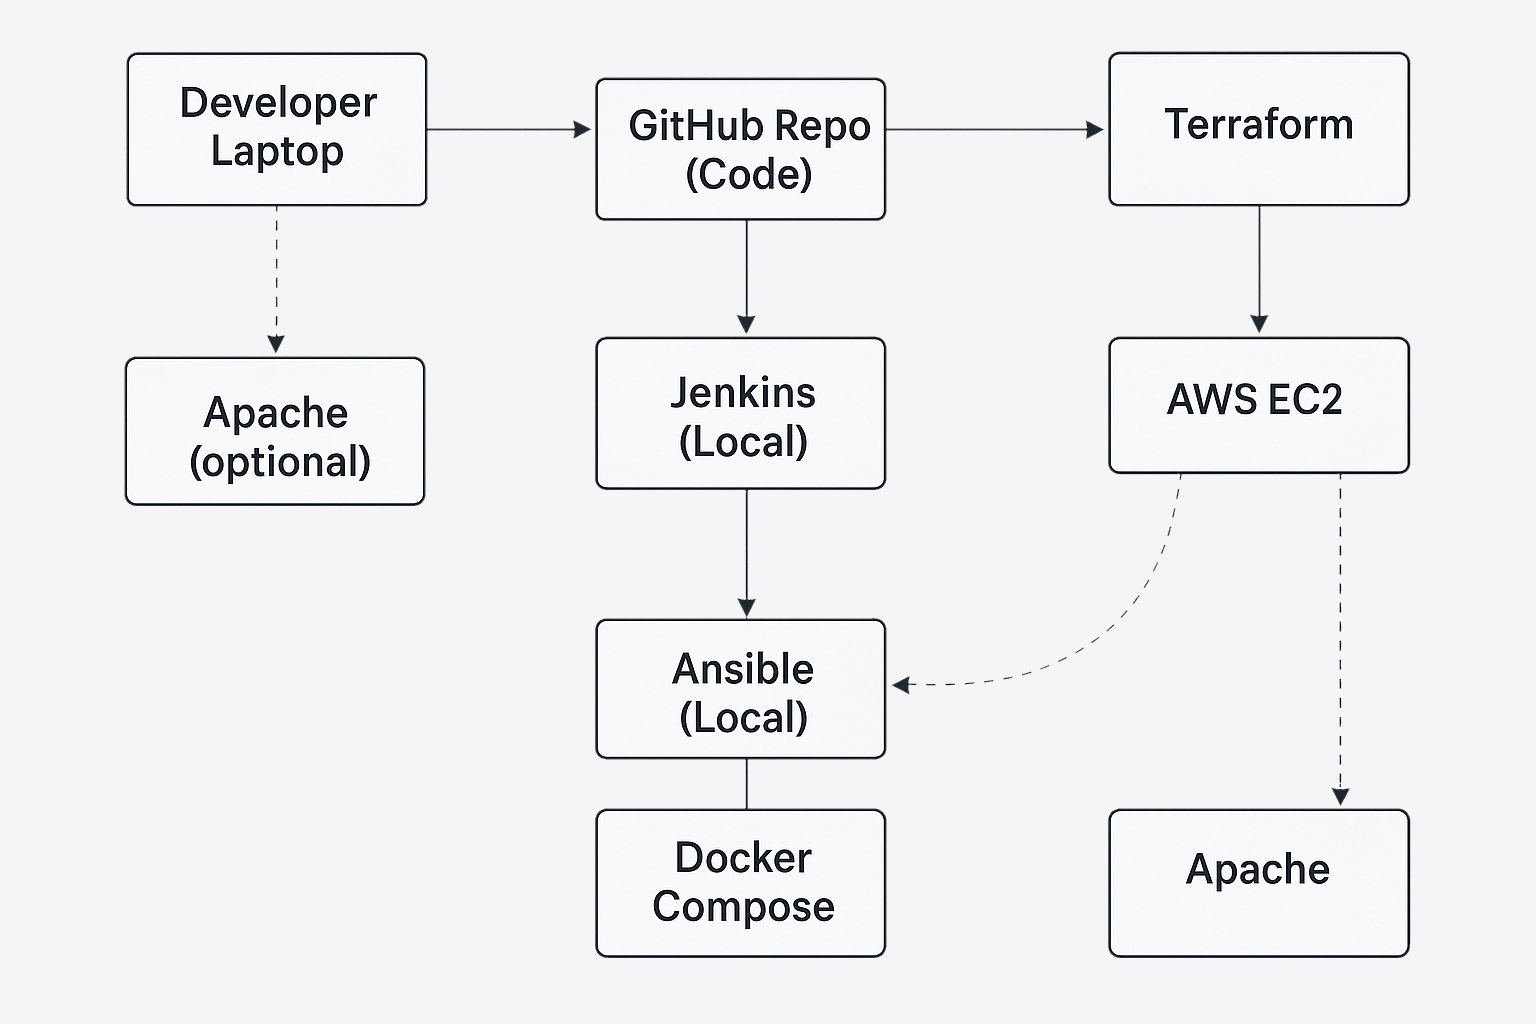 Developer
Laptop
GitHub Repo
(Code)
Terraform
Apache
(optional)
Jenkins
(Local)
AWS EC2
Ansible
(Local)
Docker
Compose
Apache